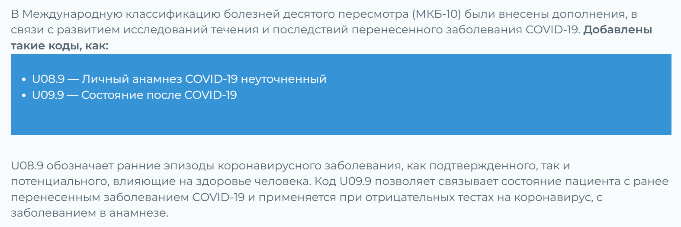 В Международную классификацию болезней десятого пересмотра (МКБ-10) были внесены дополнения, в
связи с развитием исследований течения и последствий перенесенного заболевания COVID-19. Добавлены
такие коды, как:
• U08.9 — Личный анамнез COVID-19 неуточненный
• U09.9 — Состояние после COVID-19
U08.9 обозначает ранние эпизоды коронавирусного заболевания, как подтвержденного, так и
потенциального, влияющие на здоровье человека. Код U09.9 позволяет связывает состояние пациента с ранее
перенесенным заболеванием COVID-19 и применяется при отрицательных тестах на коронавирус, с
заболеванием в анамнезе.